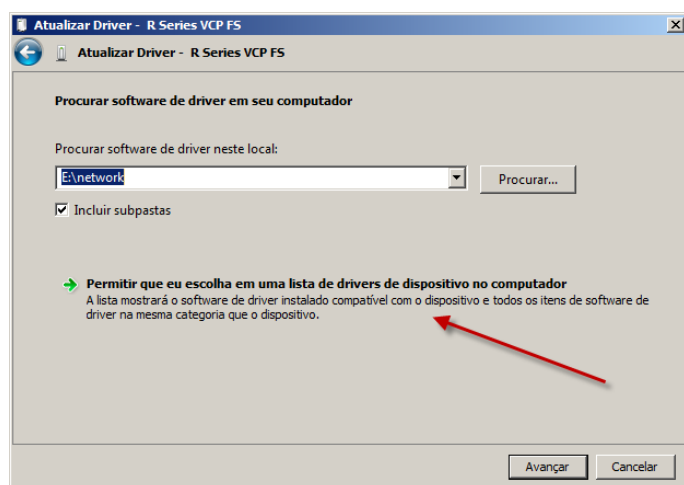 Atualizar Driver - R Series VCP FS
Atualizar Driver - R Series VCP FS
Procurar software de driver em seu computador
Procurar software de driver neste local:
E:\network
Procurar...
Incluir subpastas
Permitir que eu escolha em uma lista de drivers de dispositivo no computador
A lista mostrará o software de driver instalado compatível com o dispositivo e todos os itens de software de
driver na mesma categoria que o dispositivo.
Avançar
Cancelar